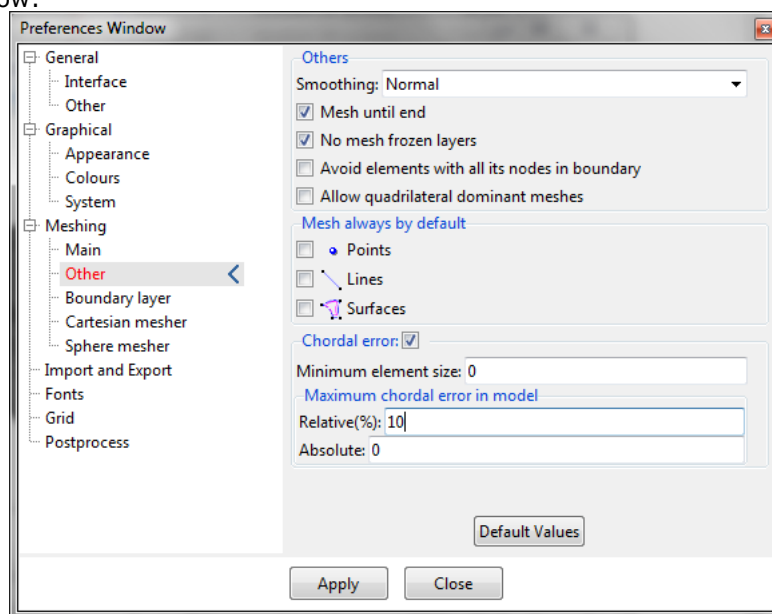 ow:
Preferences Window
General
Interface
Other
Graphical
Appearance
Colours
System
Meshing
Main
Other
Boundary layer
Cartesian mesher
Sphere mesher
Import and Export
Fonts
Grid
Postprocess
Others
Smoothing: Normal
Mesh until end
No mesh frozen layers
Avoid elements with all its nodes in boundary
Allow quadrilateral dominant meshes
Mesh always by default
Points
Lines
Surfaces
Chordal error:
Minimum element size: 0
Maximum chordal error in model
Relative(%): 10
Absolute: 0
Default Values
Apply Close